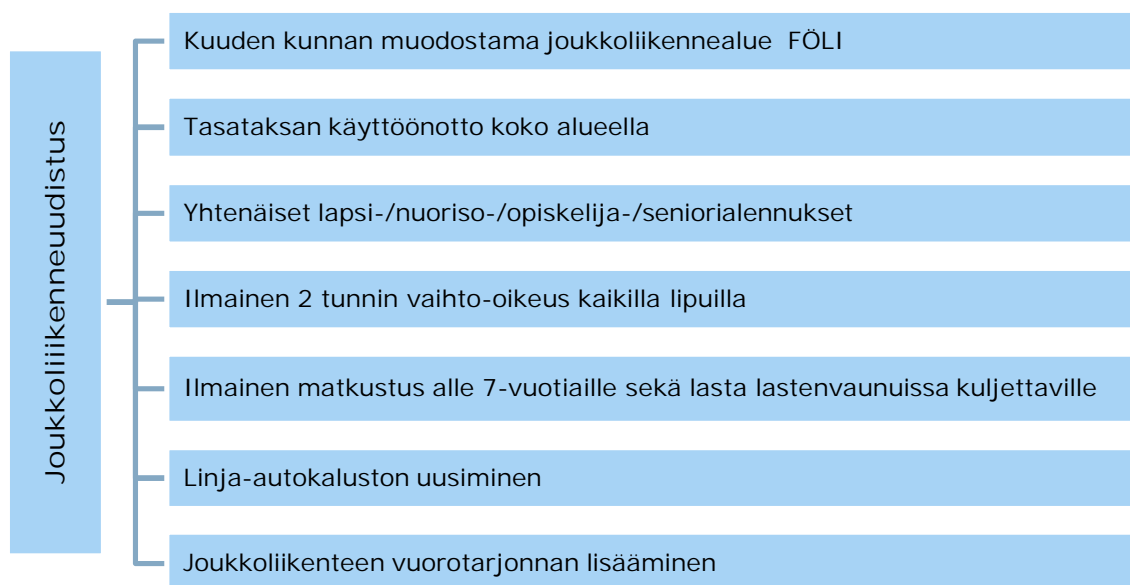 Joukkoliiikenneuudistus
Kuuden kunnan muodostama joukkoliikennealue FÖLI
Tasataksan käyttöönotto koko alueella
Yhtenäiset lapsi-/nuoriso-/opiskelija-/seniorialennukset
Ilmainen 2 tunnin vaihto-oikeus kaikilla lipuilla
Ilmainen matkustus alle 7-vuotiaille sekä lasta lastenvaunuissa kuljettaville
Linja-autokaluston uusiminen
Joukkoliikenteen vuorotarjonnan lisääminen